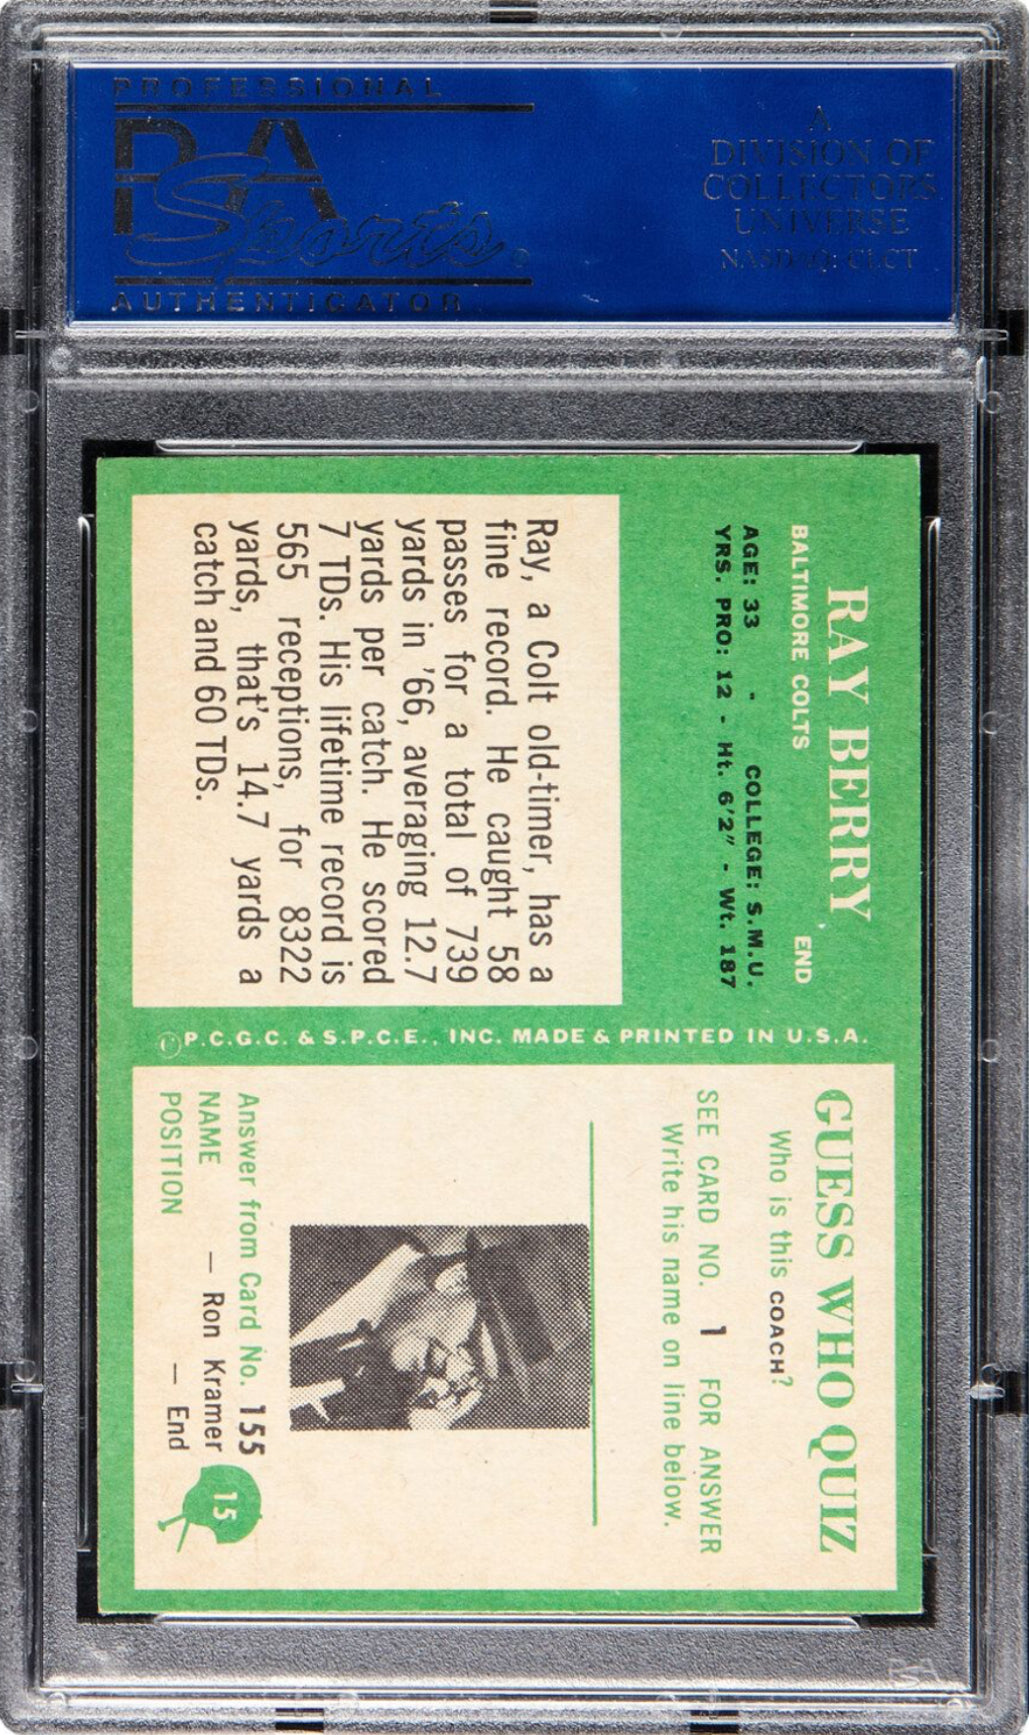 PROFESSIONAL
PSA
Sports®
AUTHENTICATOR
A
DIVISION OF
COLLECTORS
UNIVERSE
NASDAQ: CLCT
RAY BERRY
BALTIMORE COLTS END
AGE: 33 - COLLEGE: S.M.U.
YRS. PRO: 12 - Ht. 6'2" - Wt. 187
Ray, a Colt old-timer, has a
fine record. He caught 58
passes for a total of 739
yards in '66, averaging 12.7
yards per catch. He scored
7 TDs. His lifetime record is
565 receptions, for 8322
yards, that's 14.7 yards a
catch and 60 TDs.
©P.C.G.C. & S.P.C.E., INC. MADE & PRINTED IN U.S.A.
GUESS WHO QUIZ
Who is this COACH?
SEE CARD NO. 1 FOR ANSWER
Write his name on line below.
Answer from Card No. 155
NAME — Ron Kramer
POSITION — End
15
PSA